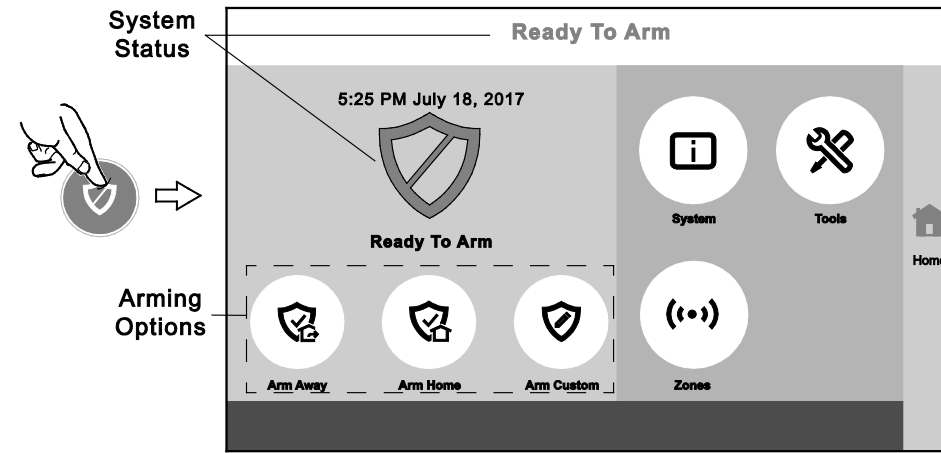 System
Status
Ready To Arm
5:25 PM July 18, 2017
Ready To Arm
System
Tools
Home
Arming
Options
Arm Away
Arm Home
Arm Custom
Zones